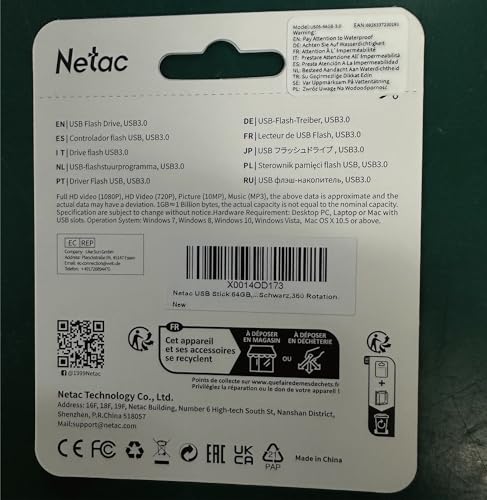 Netac
Model:U505-64GB 3.0 EAN:6926337230191
Warning:
EN: Pay Attention to Waterproof
DE: Achten Sie Auf Wasserdichtigkeit
FR: Attention À L' Imperméabilité
IT: Prestare Attenzione All' Impermeabilità
ES: Presta Atención A La Impermeabilidad
NL: Besteed Aandacht Aan Waterdichtheid
TR: Su Geçirmezliğe Dikkat Edin
SE: Var Uppmärksam På Vattentäthet
PL: Zwróć Uwagę Na Wodoodporność
EN | USB Flash Drive, USB3.0
DE | USB-Flash-Treiber, USB3.0
ES | Controlador flash USB, USB3.0
FR | Lecteur de USB Flash, USB3.0
IT | Drive flash USB3.0
JP | USB フラッシュドライブ, USB3.0
NL | USB-flashstuurprogramma, USB3.0
PL | Sterownik pamięci flash USB, USB3.0
PT | Driver Flash USB, USB3.0
RU | USB флэш-накопитель, USB3.0
Full HD video (1080P), HD Video (720P), Picture (10MP), Music (MP3), the above data is approximate and the
actual data may have a deviation. 1GB=1 Billion bytes, the actual capacity is not equal to the nominal capacity.
Specification are subject to change without notice.Hardware Requirement: Desktop PC, Laptop or Mac with
USB slots. Operation System: Windows 7, Windows 8, Windows 10, Windows Vista, Mac OS X 10.5 or above.
EC REP
Company: Like Sun GmbH
X0014OD173
Netac USB Stick 64GB,...Schwarz,360 Rotation.
New
@1999Netac
FR
Cet appareil
et ses accessoires
se recyclent
À DÉPOSER
EN MAGASIN
OU
À DÉPOSER
EN DÉCHÈTERIE
Points de collecte sur www.quefairedemesdechets.fr
Privilégiez la réparation ou le don de votre appareil !
Netac Technology Co., Ltd.
Address: 16F, 18F, 19F, Netac Building, Number 6 High-tech South St, Nanshan District,
Shenzhen, P.R.China 518057
Mail:support@netac.com
CE FC EAC UK CA 21 PAP Made in China